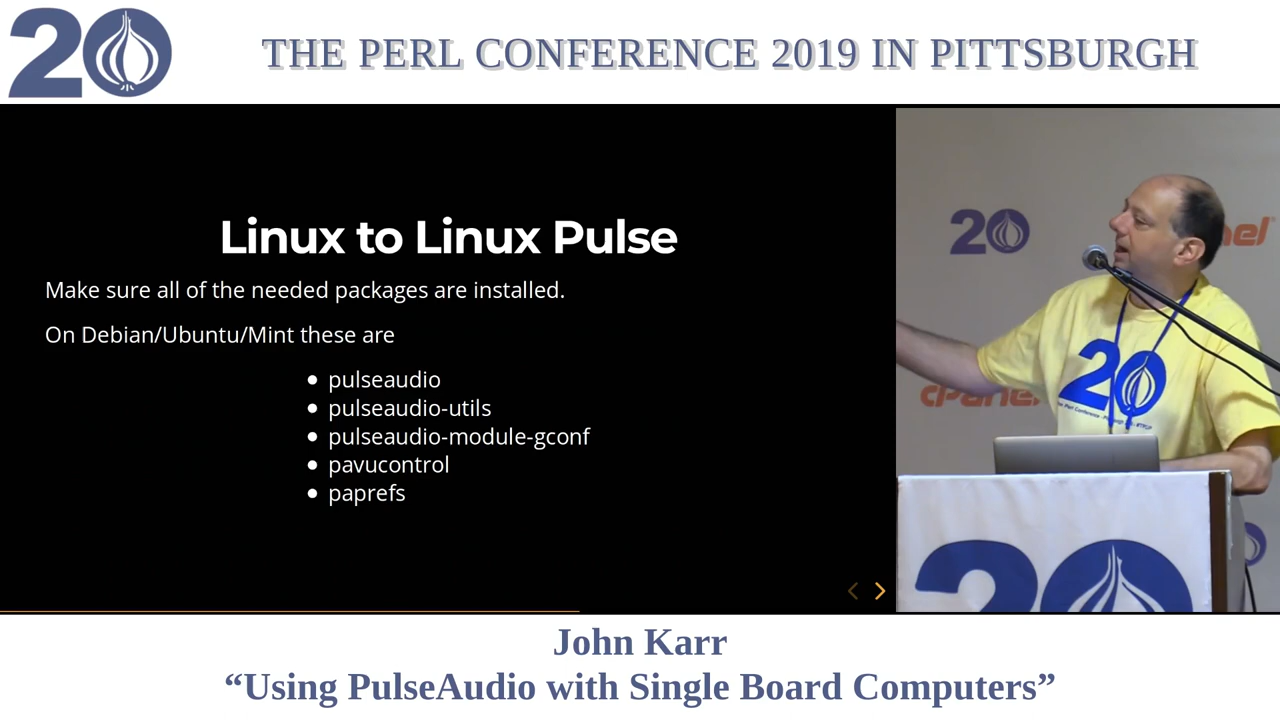 20
THE PERL CONFERENCE 2019 IN PITTSBURGH
Linux to Linux Pulse
Make sure all of the needed packages are installed.
On Debian/Ubuntu/Mint these are
pulseaudio
pulseaudio-utils
pulseaudio-module-gconf
pavucontrol
paprefs
20
nel
cPanel
20
20
John Karr
“Using PulseAudio with Single Board Computers”